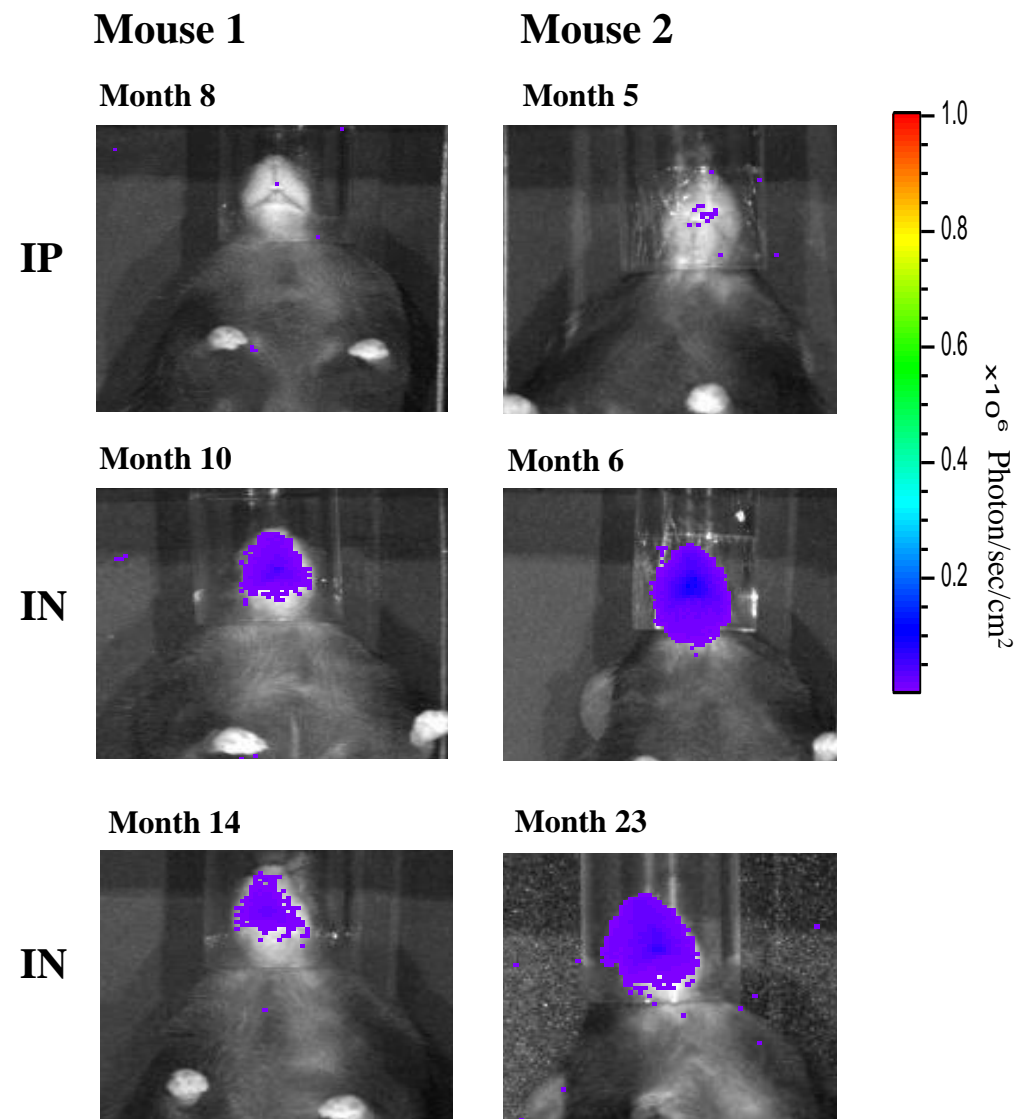 Mouse 1 Mouse 2
Month 8 Month 5
IP
Month 10 Month 6
IN
Month 14 Month 23
IN
1.0
0.8
0.6
0.4
0.2
×10⁶ Photon/sec/cm²